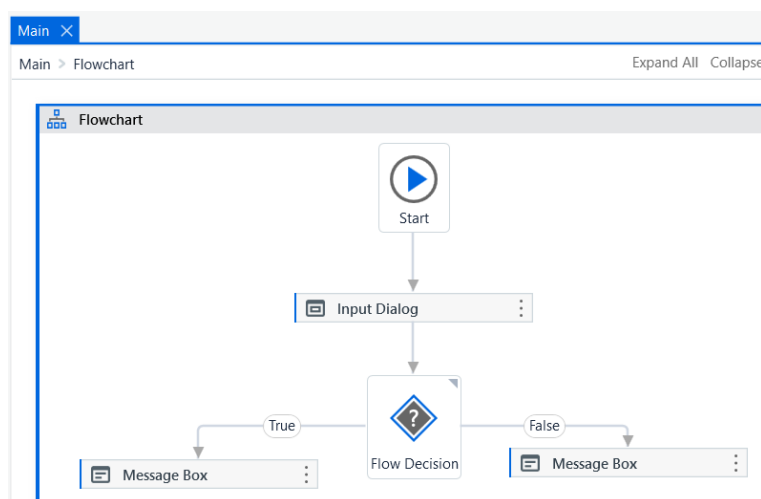 Main
Main > Flowchart
Expand All Collapse
Flowchart
Start
Input Dialog
True
?
False
Flow Decision
Message Box
Message Box